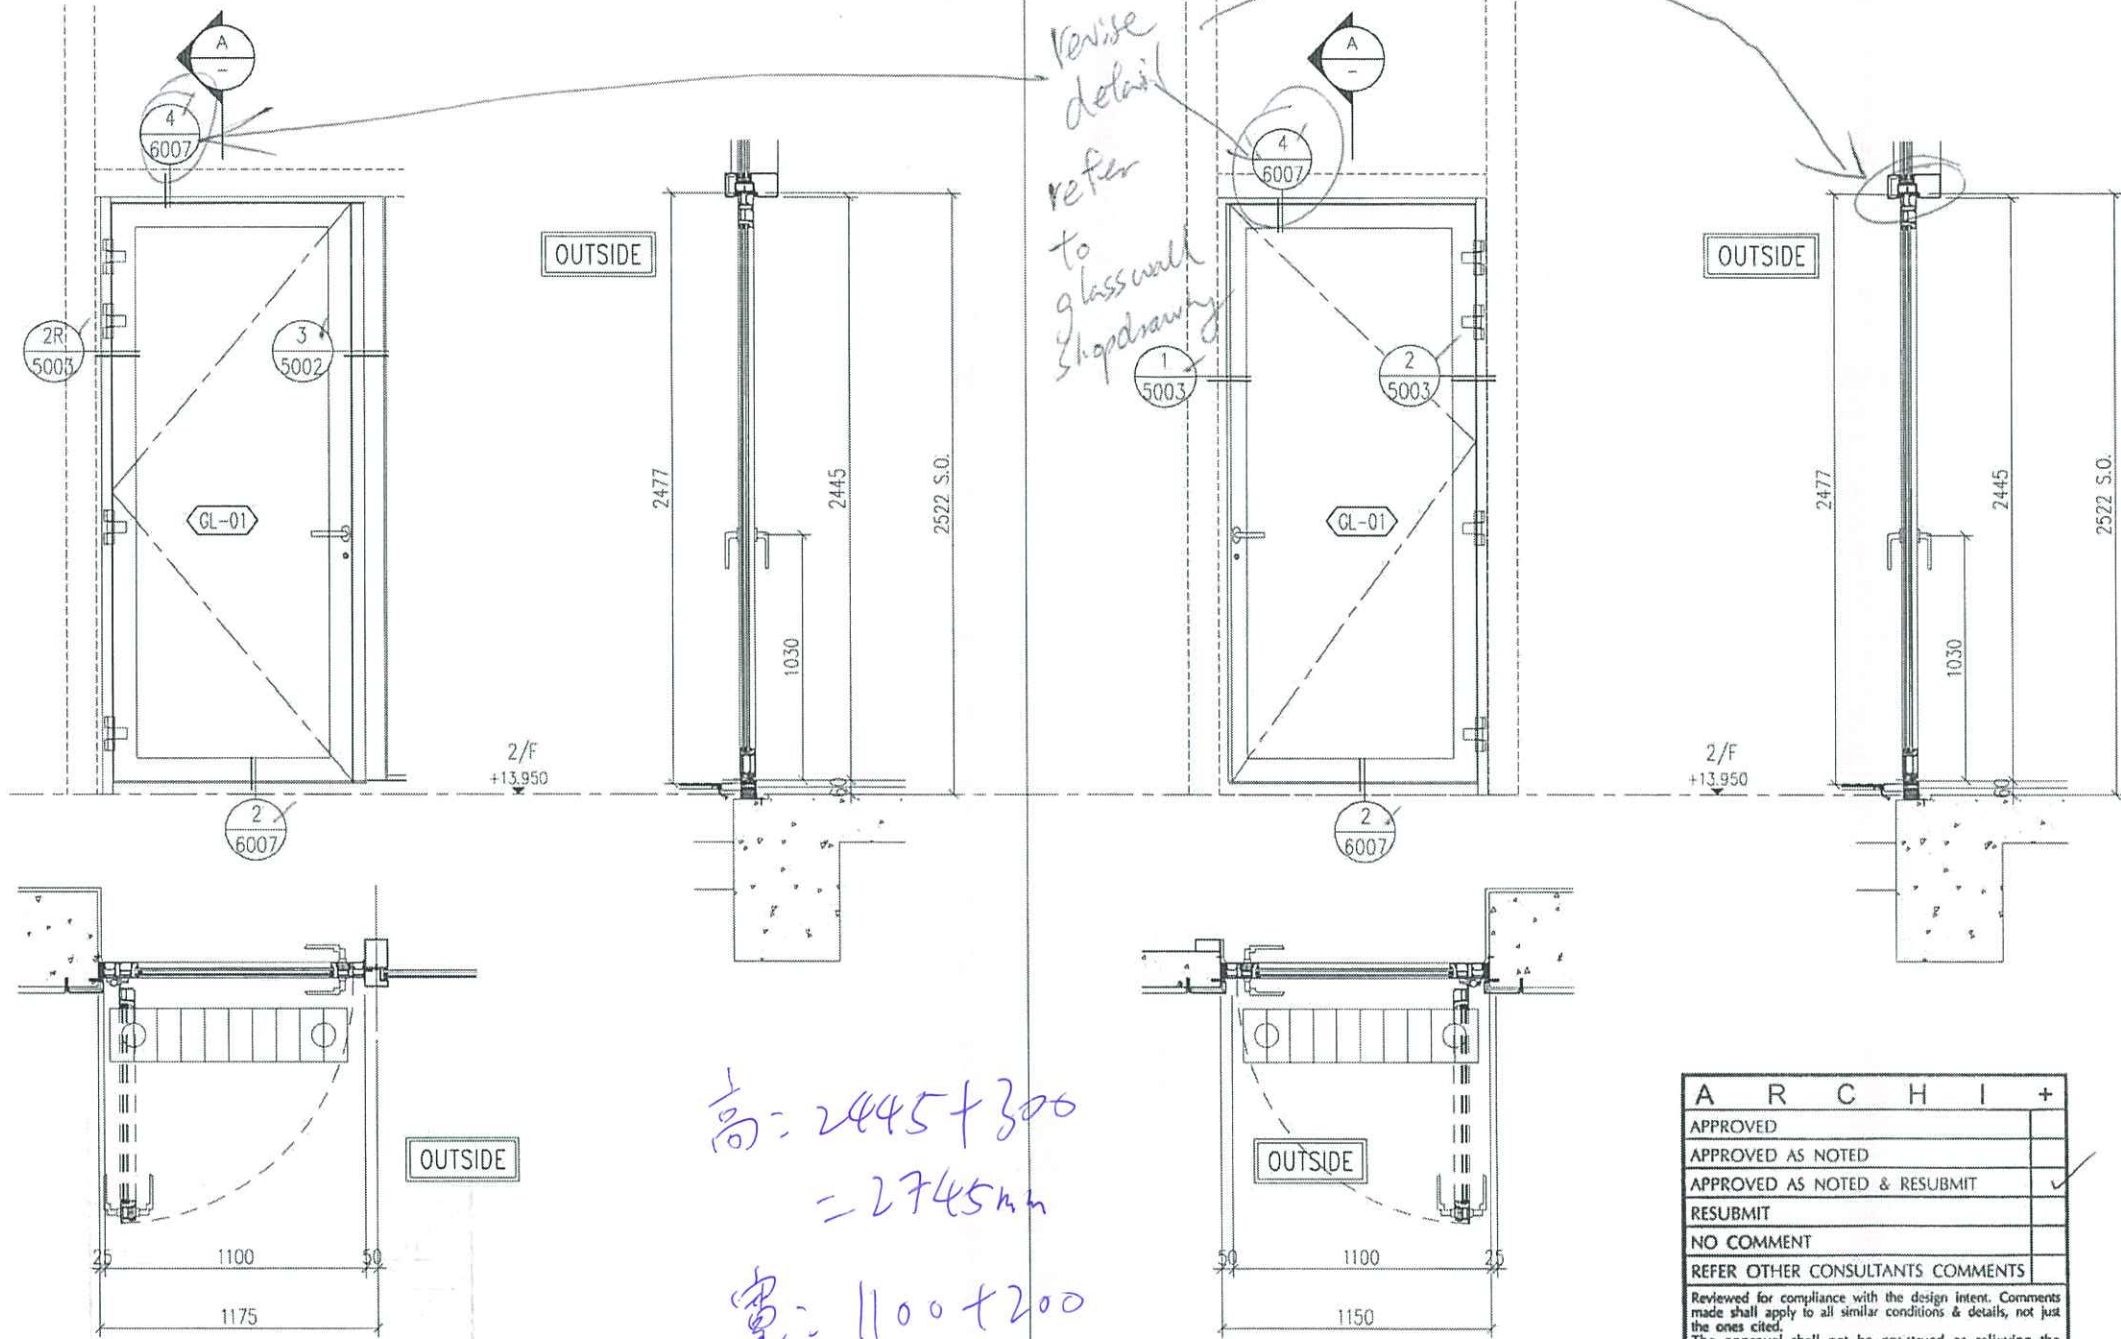 A
–
4
6007
2R
5003
3
5002
GL-01
2
6007
2/F
+13.950
OUTSIDE
2477
1030
2445
60
2522 S.O.
revise
detail
refer
to
glasswall
shopdrawing
A
–
4
6007
1
5003
2
5003
GL-01
2
6007
2/F
+13.950
OUTSIDE
2477
1030
2445
60
2522 S.O.
OUTSIDE
25 1100 50
1175
高: 2445+300
= 2745mm
寬: 1100+200
OUTSIDE
50 1100 25
1150
A R C H I +
APPROVED
APPROVED AS NOTED
APPROVED AS NOTED & RESUBMIT ✓
RESUBMIT
NO COMMENT
REFER OTHER CONSULTANTS COMMENTS
Reviewed for compliance with the design intent. Comments
made shall apply to all similar conditions & details, not just
the ones cited.